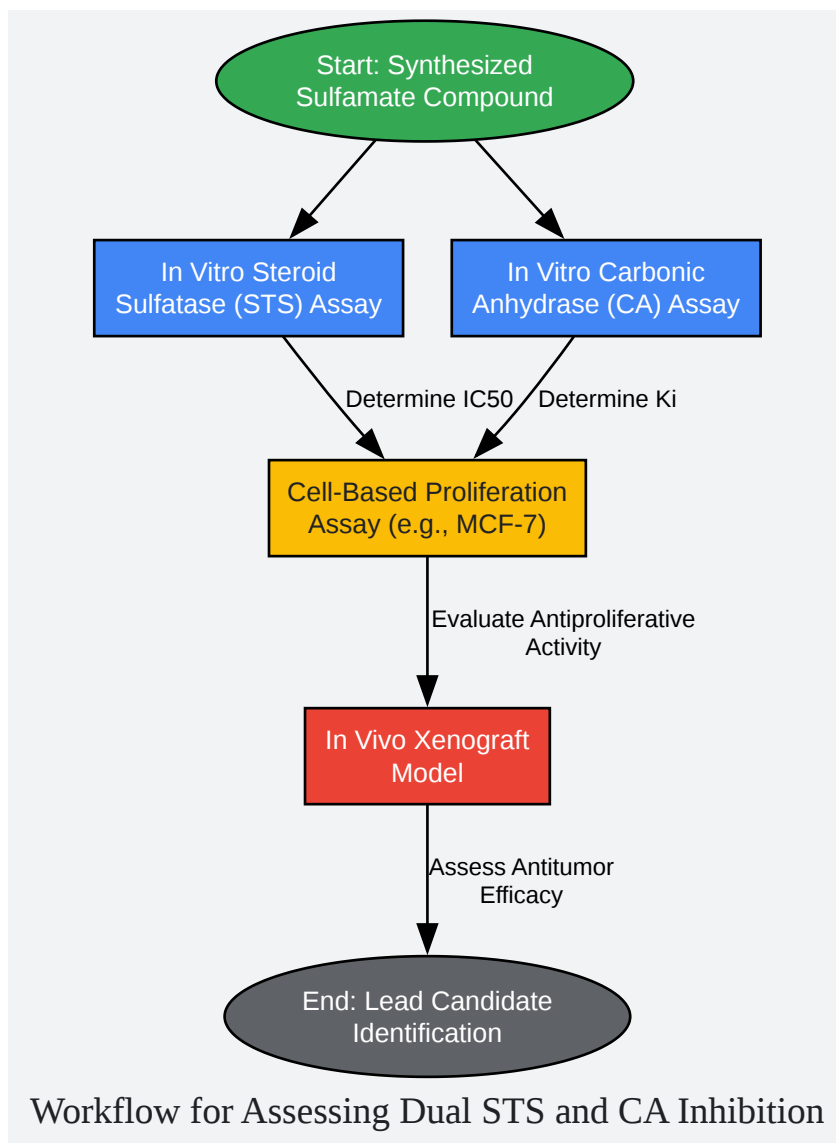 Start: Synthesized
Sulfamate Compound
In Vitro Steroid
Sulfatase (STS) Assay
In Vitro Carbonic
Anhydrase (CA) Assay
Determine IC50
Determine Ki
Cell-Based Proliferation
Assay (e.g., MCF-7)
Evaluate Antiproliferative
Activity
In Vivo Xenograft
Model
Assess Antitumor
Efficacy
End: Lead Candidate
Identification
Workflow for Assessing Dual STS and CA Inhibition